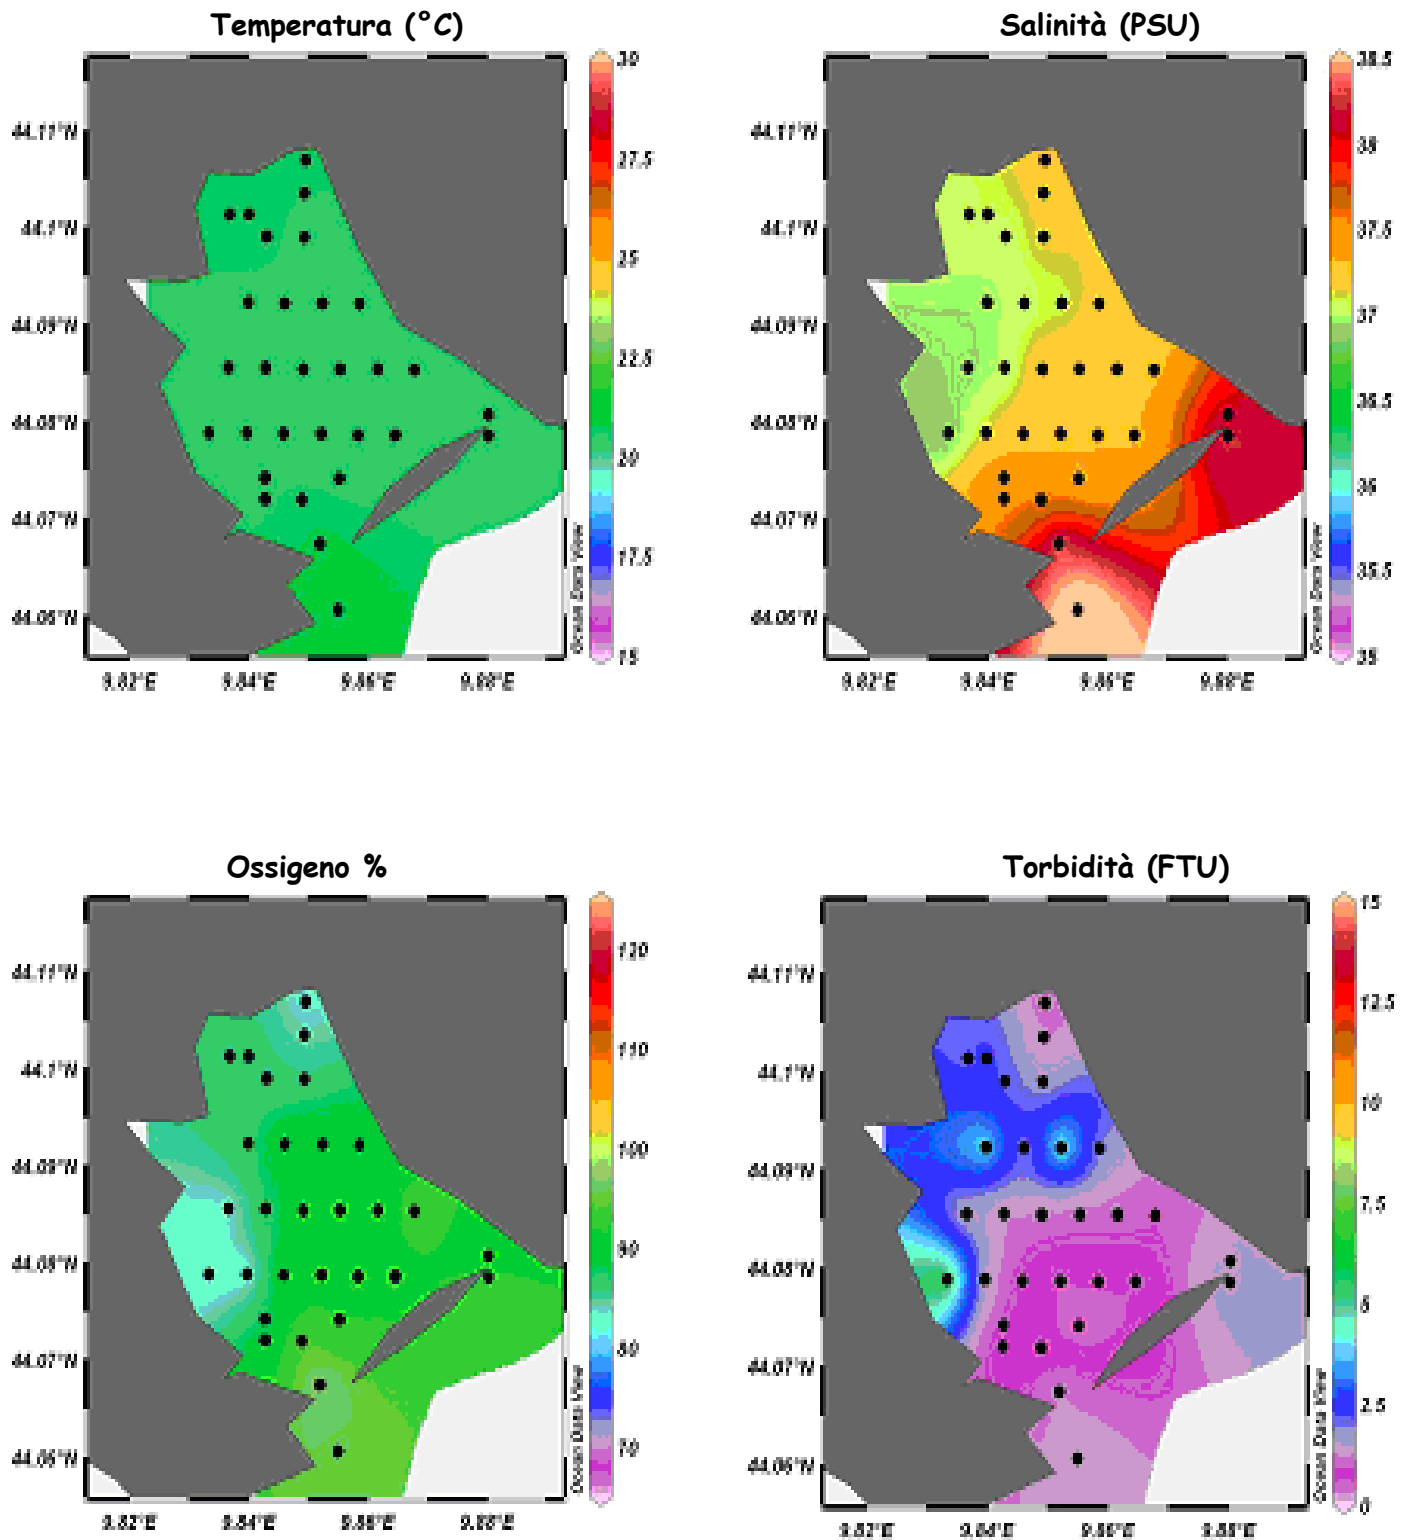 Temperatura (°C)
Salinità (PSU)
30
27.5
25
22.5
20
17.5
15
44.11°N
44.1°N
44.09°N
44.08°N
44.07°N
44.06°N
9.82°E 9.84°E 9.86°E 9.88°E
Ocean Data View
38.5
38
37.5
37
36.5
36
35.5
35
44.11°N
44.1°N
44.09°N
44.08°N
44.07°N
44.06°N
9.82°E 9.84°E 9.86°E 9.88°E
Ocean Data View
Ossigeno %
Torbidità (FTU)
120
110
100
90
80
70
44.11°N
44.1°N
44.09°N
44.08°N
44.07°N
44.06°N
9.82°E 9.84°E 9.86°E 9.88°E
Ocean Data View
15
12.5
10
7.5
5
2.5
0
44.11°N
44.1°N
44.09°N
44.08°N
44.07°N
44.06°N
9.82°E 9.84°E 9.86°E 9.88°E
Ocean Data View